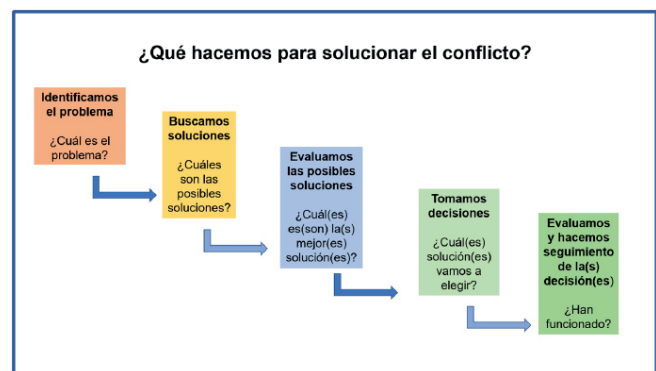 ¿Qué hacemos para solucionar el conflicto?
Identificamos
el problema
¿Cuál es el
problema?
Buscamos
soluciones
¿Cuáles
son las
posibles
soluciones?
Evaluamos
las posibles
soluciones
¿Cuál(es)
es(son) la(s)
mejor(es)
solución(es)?
Tomamos
decisiones
¿Cuál(es)
solución(es)
vamos a
elegir?
Evaluamos
y hacemos
seguimiento
de la(s)
decisión(es)
¿Han
funcionado?